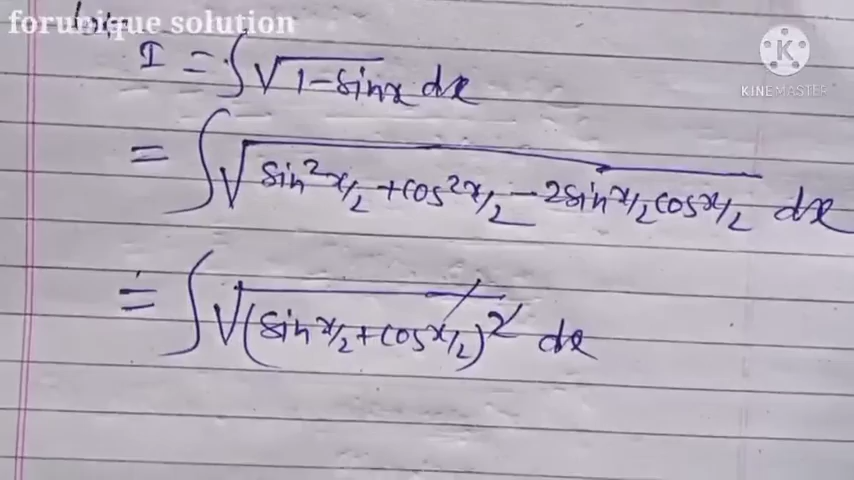 foruinique solution
I = ∫√1-sinx dx
KINEMASTER
= ∫√sin²x/2 + cos²x/2 - 2sinx/2 cosx/2 dx
= ∫√(sinx/2 + cosx/2)² dx